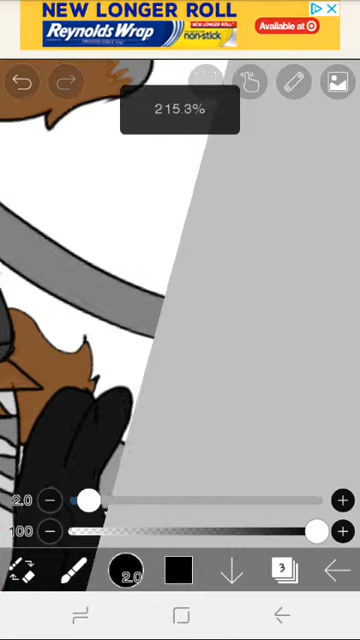 NEW LONGER ROLL
Reynolds Wrap
NEW LONGER ROLL
non-stick
Available at
215.3%
2.0
100
2.0
3